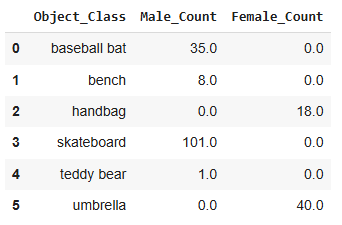 Object_Class Male_Count Female_Count
0 baseball bat 35.0 0.0
1 bench 8.0 0.0
2 handbag 0.0 18.0
3 skateboard 101.0 0.0
4 teddy bear 1.0 0.0
5 umbrella 0.0 40.0